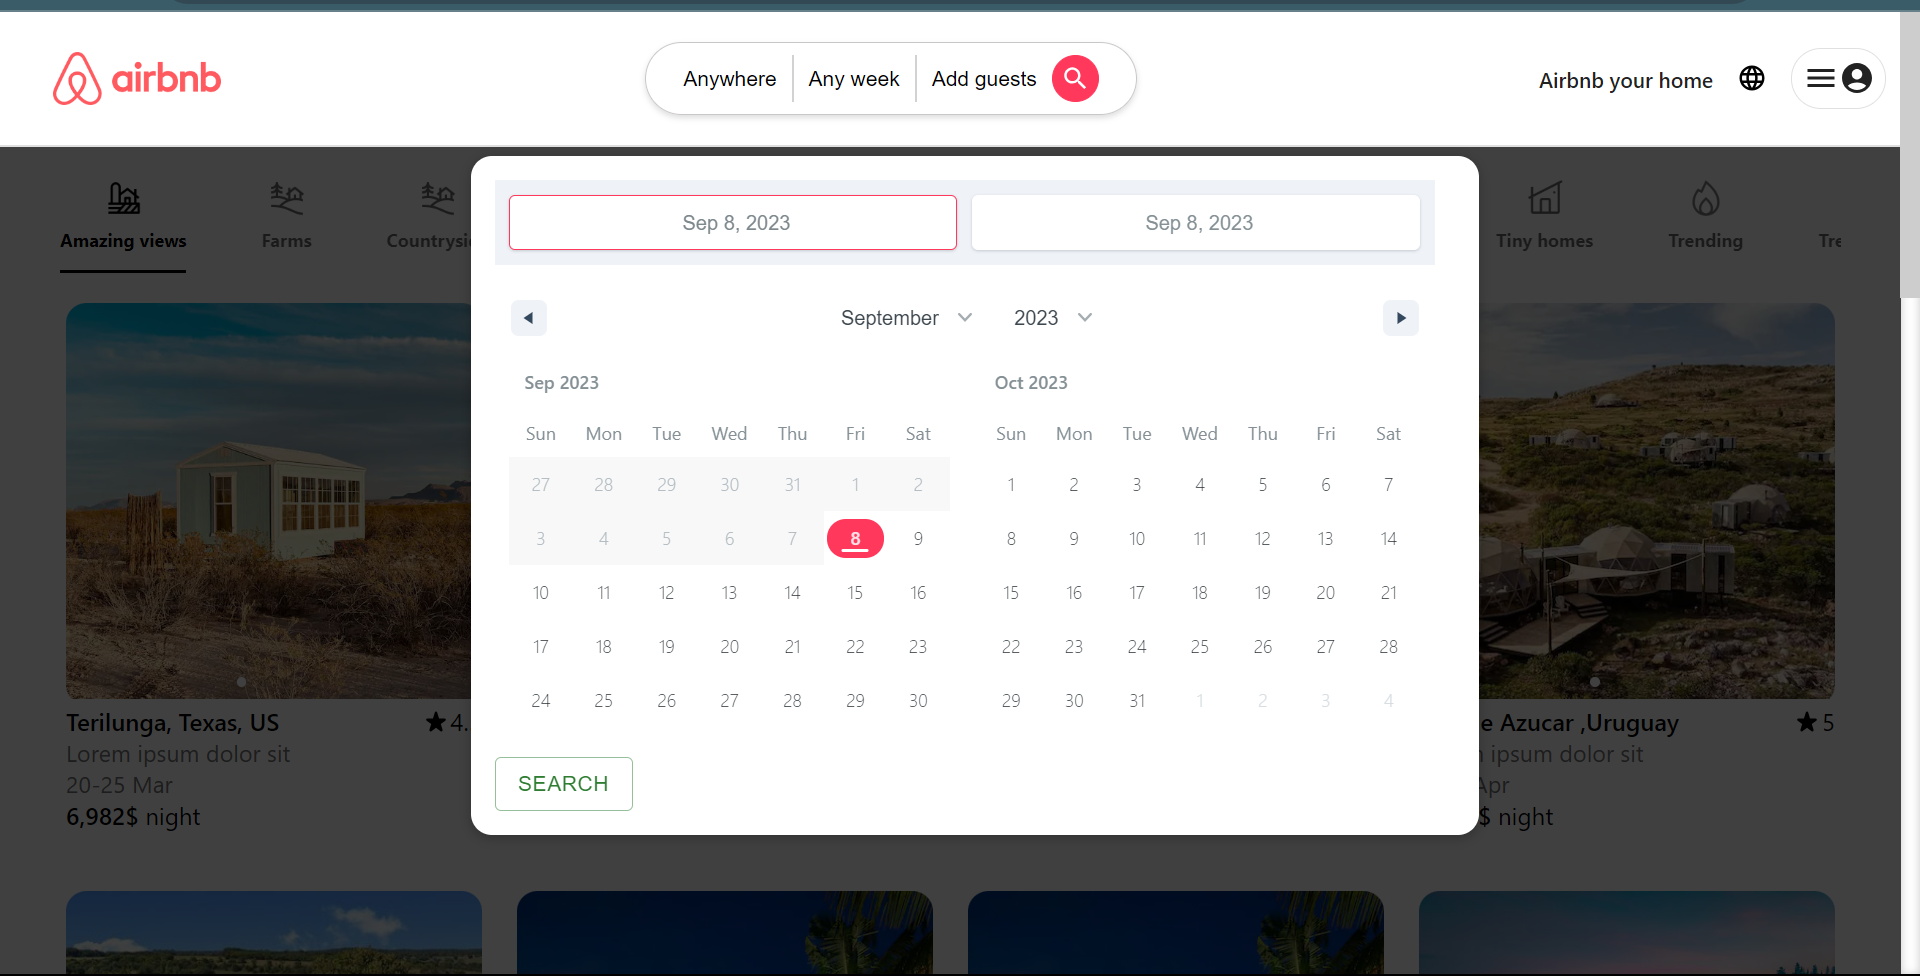 airbnb
Anywhere Any week Add guests
Airbnb your home
Amazing views Farms Tiny homes Trending
Sep 8, 2023 Sep 8, 2023
September 2023
Sep 2023 Oct 2023
Sun Mon Tue Wed Thu Fri Sat Sun Mon Tue Wed Thu Fri Sat
27 28 29 30 31 1 2 1 2 3 4 5 6 7
3 4 5 6 7 8 9 8 9 10 11 12 13 14
10 11 12 13 14 15 16 15 16 17 18 19 20 21
17 18 19 20 21 22 23 22 23 24 25 26 27 28
24 25 26 27 28 29 30 29 30 31 1 2 3 4
SEARCH
Terilunga, Texas, US 4.
Lorem ipsum dolor sit
20-25 Mar
6,982$ night
e Azucar ,Uruguay 5
ipsum dolor sit
Apr
$ night